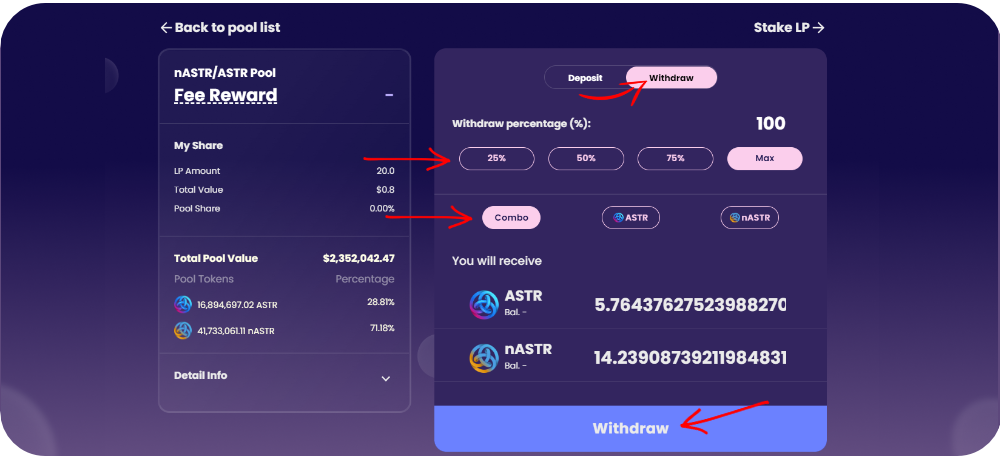 Back to pool list
Stake LP
nASTR/ASTR Pool
Fee Reward
-
My Share
LP Amount 20.0
Total Value $0.8
Pool Share 0.00%
Total Pool Value $2,352,042.47
Pool Tokens Percentage
16,894,697.02 ASTR 28.81%
41,733,061.11 nASTR 71.18%
Detail Info
Deposit Withdraw
Withdraw percentage (%): 100
25% 50% 75% Max
Combo ASTR nASTR
You will receive
ASTR 5.76437627523988270
Bal. -
nASTR 14.23908739211984831
Bal. -
Withdraw